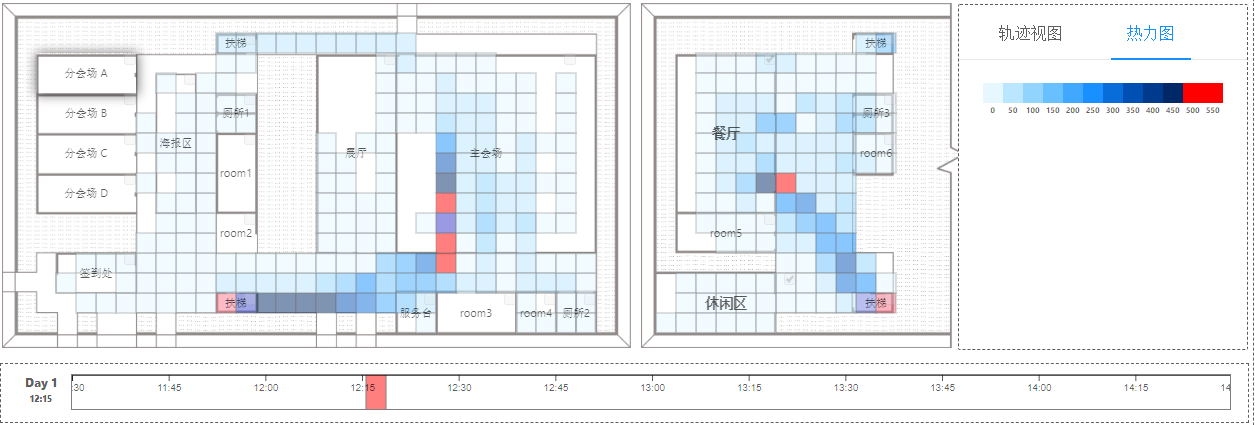 扶梯
分会场 A
分会场 B
厕所1
海报区
分会场 C
展厅
主会场
room1
分会场 D
room2
签到处
扶梯
服务台
room3
room4
厕所2
扶梯
厕所3
餐厅
room6
room5
休闲区
扶梯
轨迹视图
热力图
0 50 100 150 200 250 300 350 400 450 500 550
Day 1
12:15
:30 11:45 12:00 12:15 12:30 12:45 13:00 13:15 13:30 13:45 14:00 14:15 14